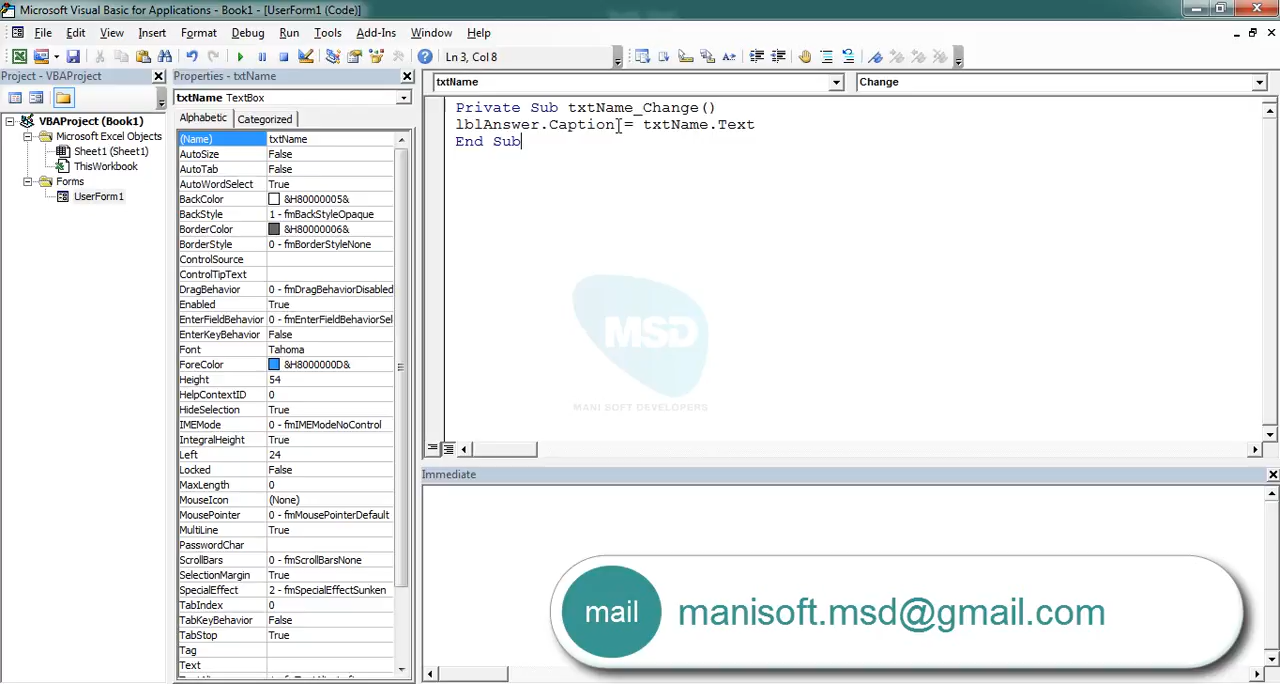 Microsoft Visual Basic for Applications - Book1 - [UserForm1 (Code)]
File Edit View Insert Format Debug Run Tools Add-Ins Window Help
Ln 3, Col 8
Project - VBAProject
VBAProject (Book1)
Microsoft Excel Objects
Sheet1 (Sheet1)
ThisWorkbook
Forms
UserForm1
Properties - txtName
txtName TextBox
Alphabetic Categorized
(Name) txtName
AutoSize False
AutoTab False
AutoWordSelect True
BackColor &H80000005&
BackStyle 1 - fmBackStyleOpaque
BorderColor &H80000006&
BorderStyle 0 - fmBorderStyleNone
ControlSource
ControlTipText
DragBehavior 0 - fmDragBehaviorDisabled
Enabled True
EnterFieldBehavior 0 - fmEnterFieldBehaviorSel
EnterKeyBehavior False
Font Tahoma
ForeColor &H8000000D&
Height 54
HelpContextID 0
HideSelection True
IMEMode 0 - fmIMEModeNoControl
IntegralHeight True
Left 24
Locked False
MaxLength 0
MouseIcon (None)
MousePointer 0 - fmMousePointerDefault
MultiLine True
PasswordChar
ScrollBars 0 - fmScrollBarsNone
SelectionMargin True
SpecialEffect 2 - fmSpecialEffectSunken
TabIndex 0
TabKeyBehavior False
TabStop True
Tag
Text
txtName Change
Private Sub txtName_Change()
lblAnswer.Caption = txtName.Text
End Sub
MSD
MANI SOFT DEVELOPERS
Immediate
mail manisoft.msd@gmail.com